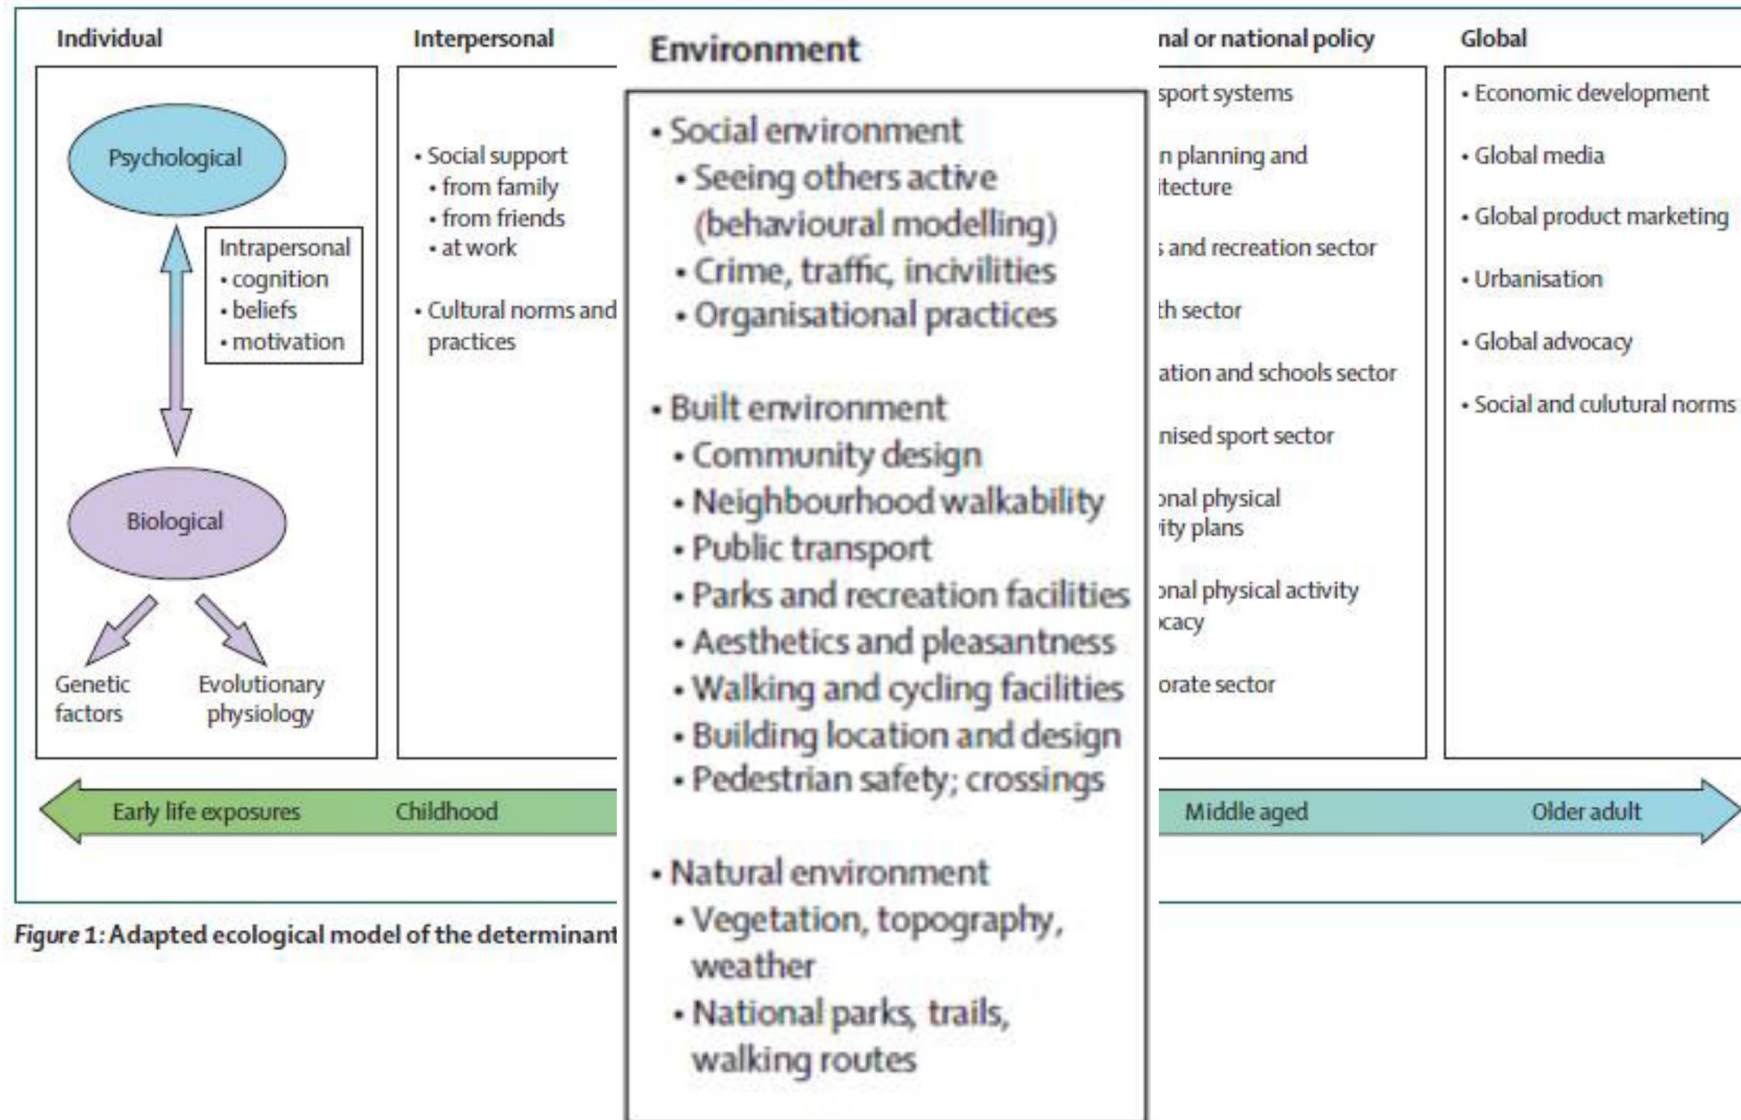 Individual
Psychological
Intrapersonal
• cognition
• beliefs
• motivation
Biological
Genetic
factors
Evolutionary
physiology
Interpersonal
• Social support
• from family
• from friends
• at work
• Cultural norms and
practices
Environment
• Social environment
• Seeing others active
(behavioural modelling)
• Crime, traffic, incivilities
• Organisational practices
• Built environment
• Community design
• Neighbourhood walkability
• Public transport
• Parks and recreation facilities
• Aesthetics and pleasantness
• Walking and cycling facilities
• Building location and design
• Pedestrian safety; crossings
• Natural environment
• Vegetation, topography,
weather
• National parks, trails,
walking routes
nal or national policy
sport systems
n planning and
itecture
s and recreation sector
th sector
ation and schools sector
nised sport sector
onal physical
ity plans
onal physical activity
cacy
orate sector
Global
• Economic development
• Global media
• Global product marketing
• Urbanisation
• Global advocacy
• Social and culutural norms
Early life exposures
Childhood
Middle aged
Older adult
Figure 1: Adapted ecological model of the determinant